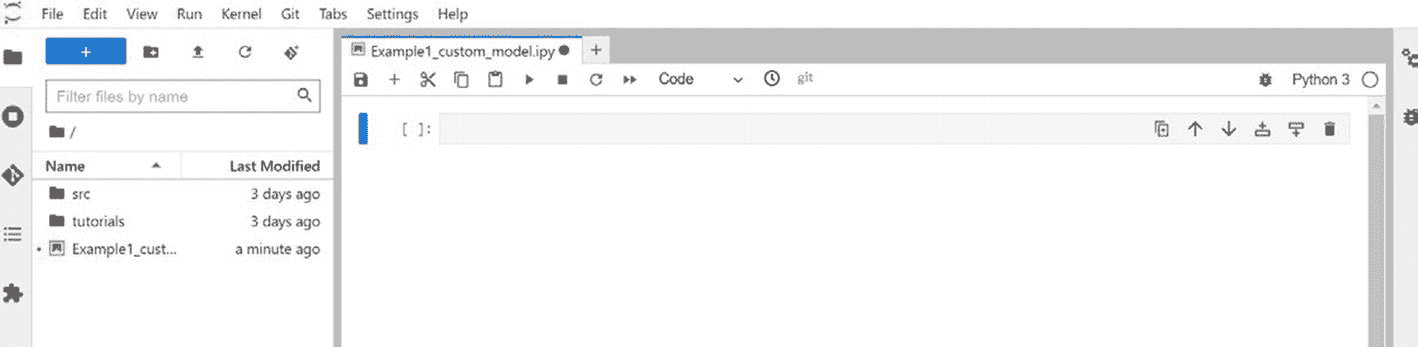 File Edit View Run Kernel Git Tabs Settings Help
Example1_custom_model.ipy
Code git Python 3
Filter files by name
/
[ ]:
Name Last Modified
src 3 days ago
tutorials 3 days ago
Example1_cust... a minute ago